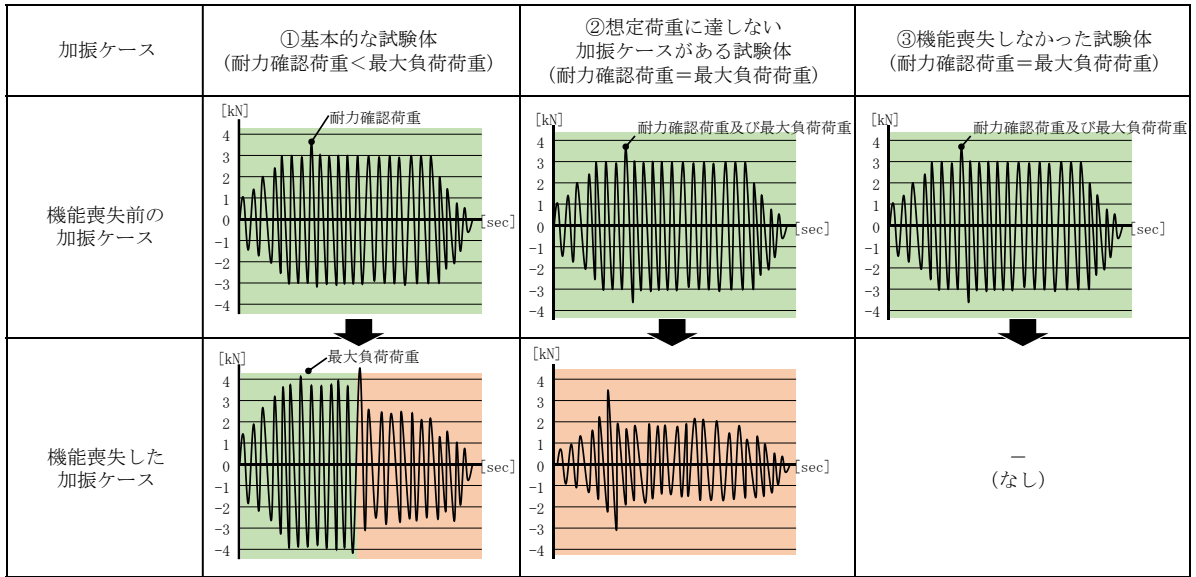 加振ケース
①基本的な試験体
(耐力確認荷重＜最大負荷荷重)
②想定荷重に達しない
加振ケースがある試験体
(耐力確認荷重＝最大負荷荷重)
③機能喪失しなかった試験体
(耐力確認荷重＝最大負荷荷重)
機能喪失前の
加振ケース
[kN]
耐力確認荷重
4
3
2
1
0
-1
-2
-3
-4
[sec]
[kN]
耐力確認荷重及び最大負荷荷重
4
3
2
1
0
-1
-2
-3
-4
[sec]
[kN]
耐力確認荷重及び最大負荷荷重
4
3
2
1
0
-1
-2
-3
-4
[sec]
機能喪失した
加振ケース
[kN]
最大負荷荷重
4
3
2
1
0
-1
-2
-3
-4
[sec]
[kN]
4
3
2
1
0
-1
-2
-3
-4
[sec]
－
(なし)